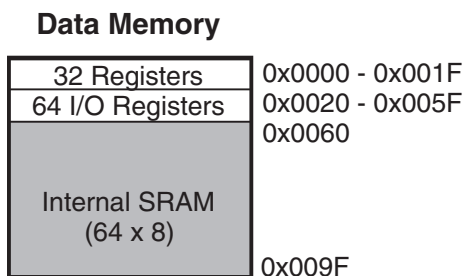 Data Memory
32 Registers 0x0000 - 0x001F
64 I/O Registers 0x0020 - 0x005F
0x0060
Internal SRAM
(64 x 8)
0x009F